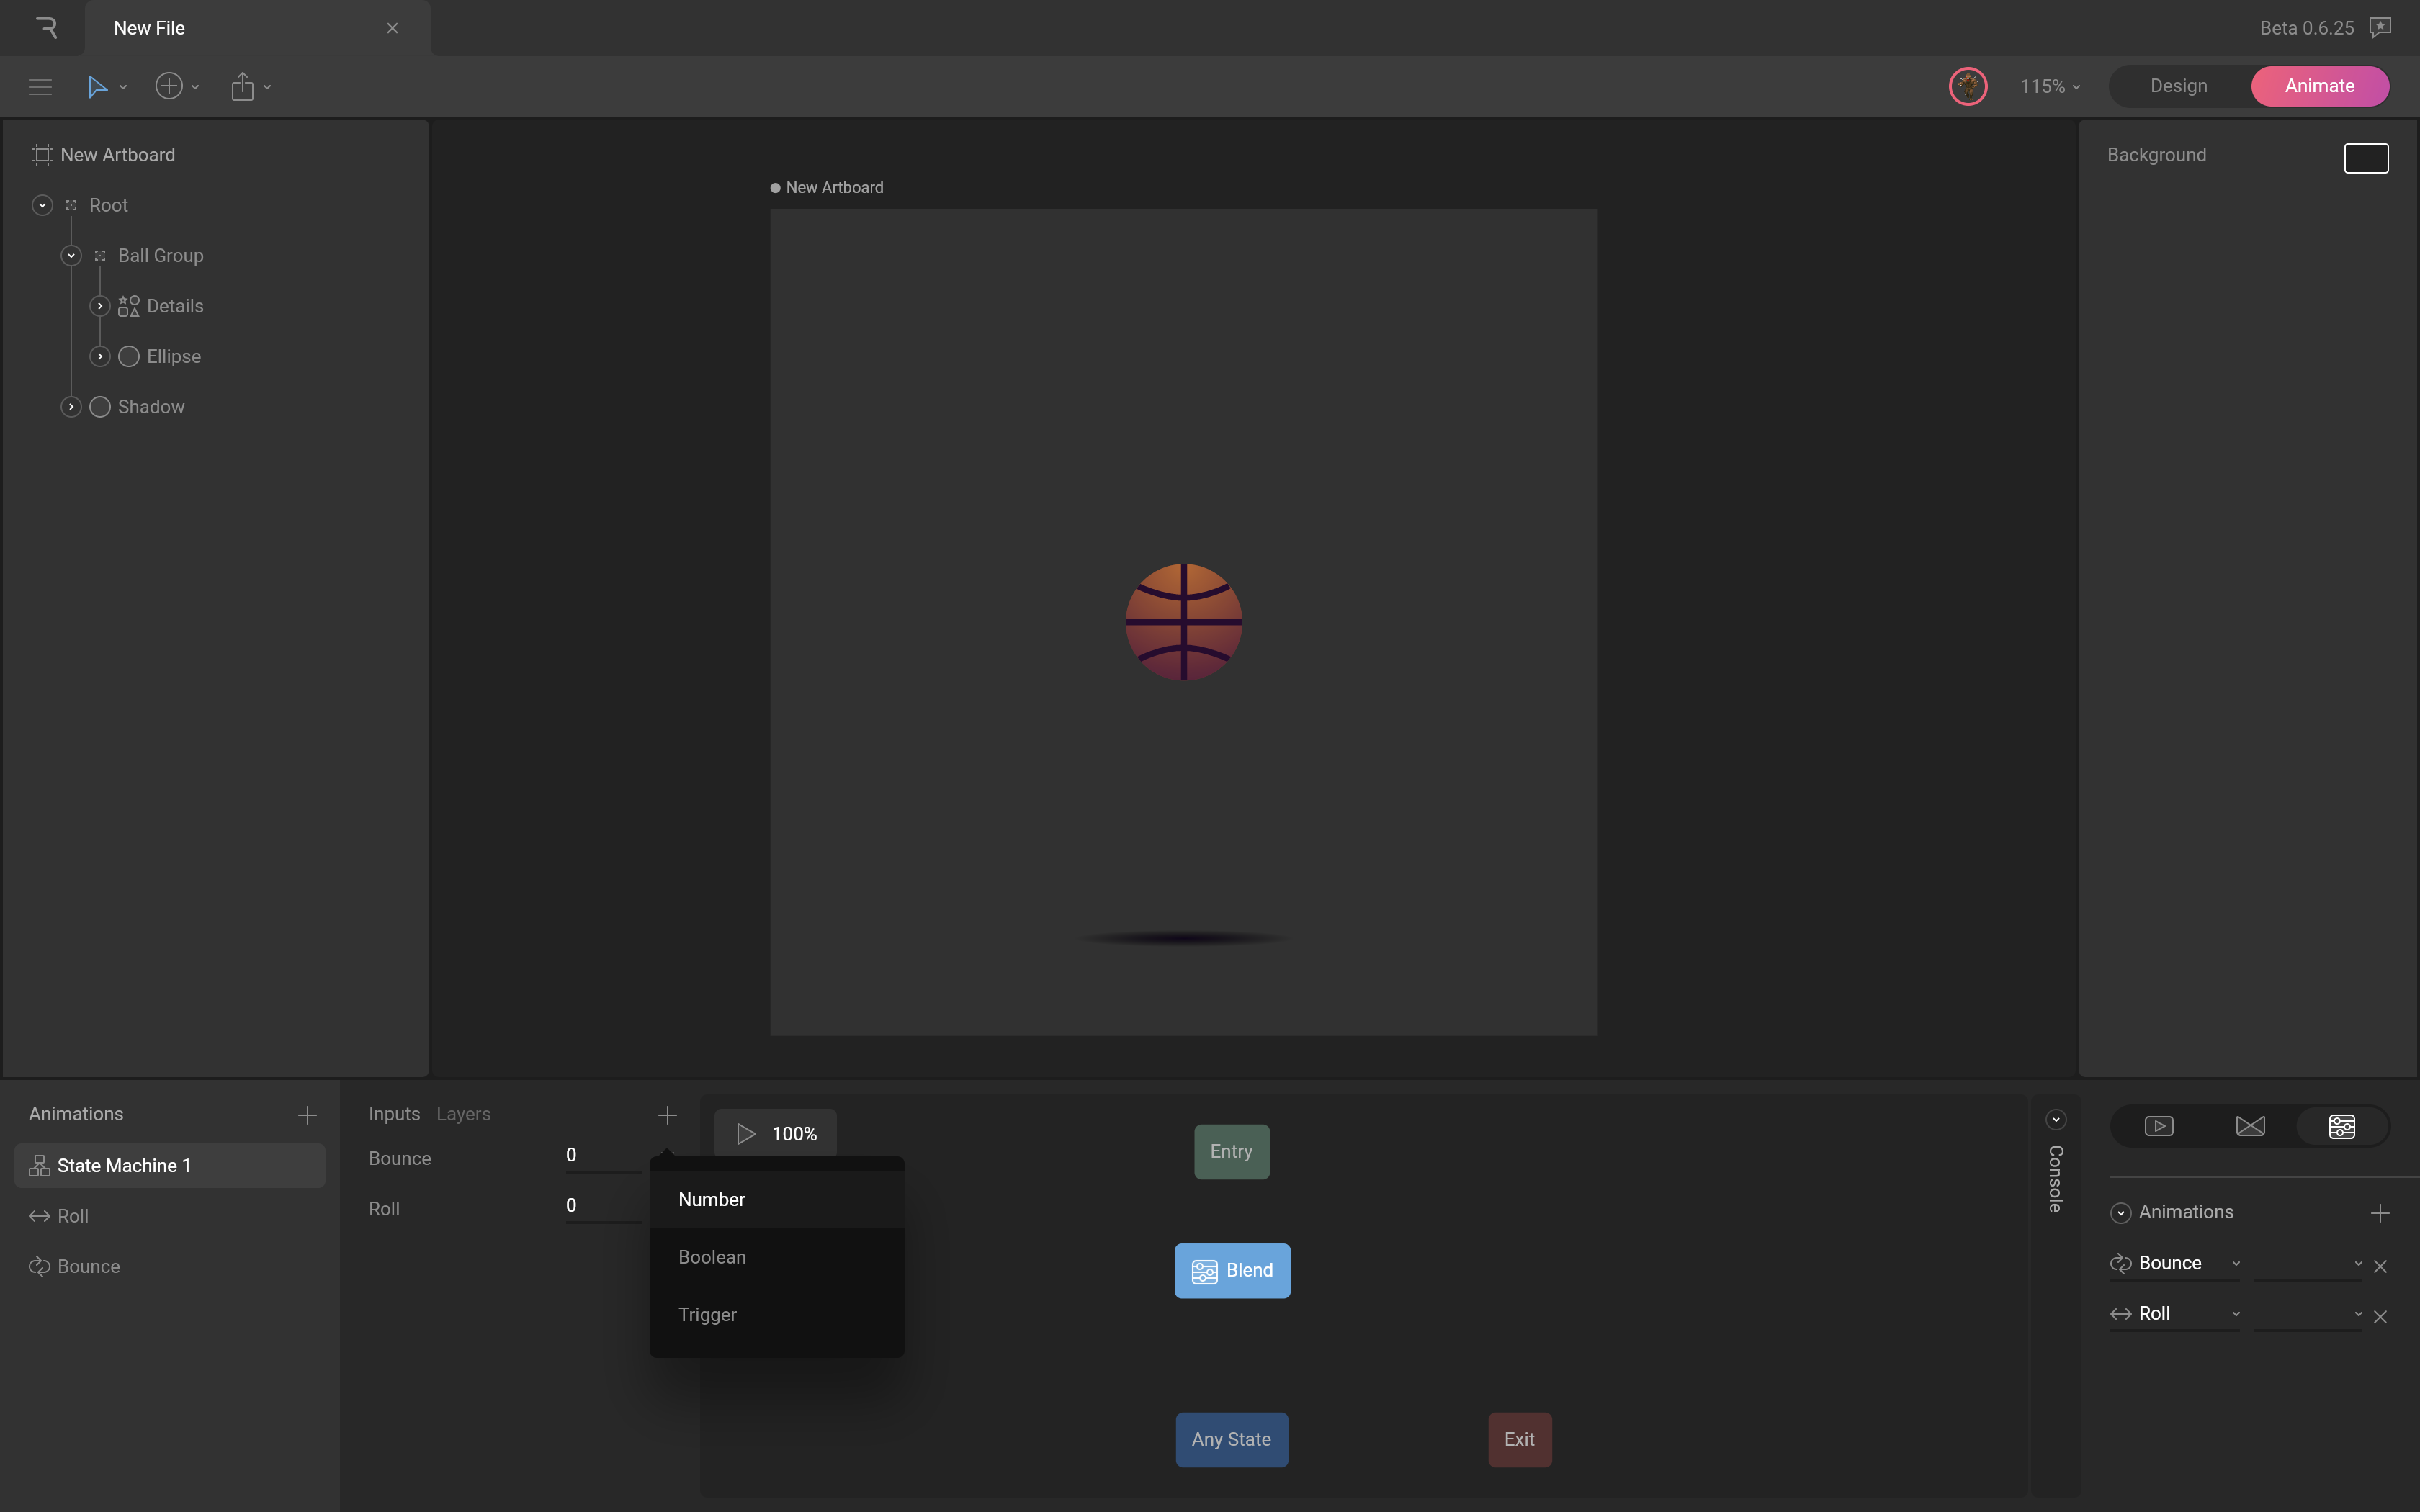 New File
Beta 0.6.25
115%
Design
Animate
New Artboard
Root
Ball Group
Details
Ellipse
Shadow
New Artboard
Background
Animations
State Machine 1
Roll
Bounce
Inputs Layers
Bounce 0
Roll 0
Number
Boolean
Trigger
100%
Entry
Blend
Any State
Exit
Console
Animations
Bounce
Roll